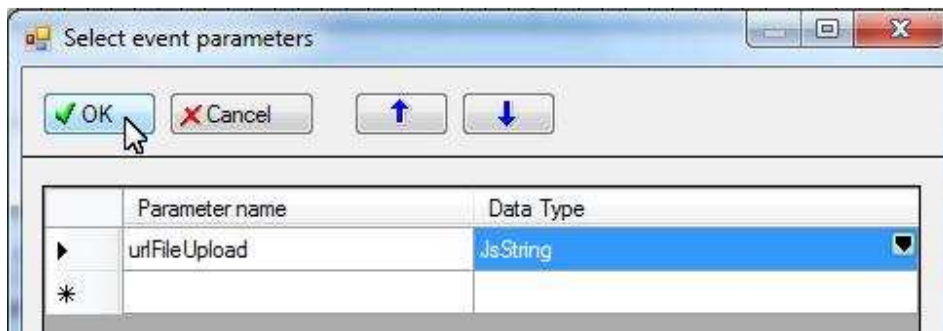 Select event parameters
OK Cancel
Parameter name Data Type
urlFileUpload JsString